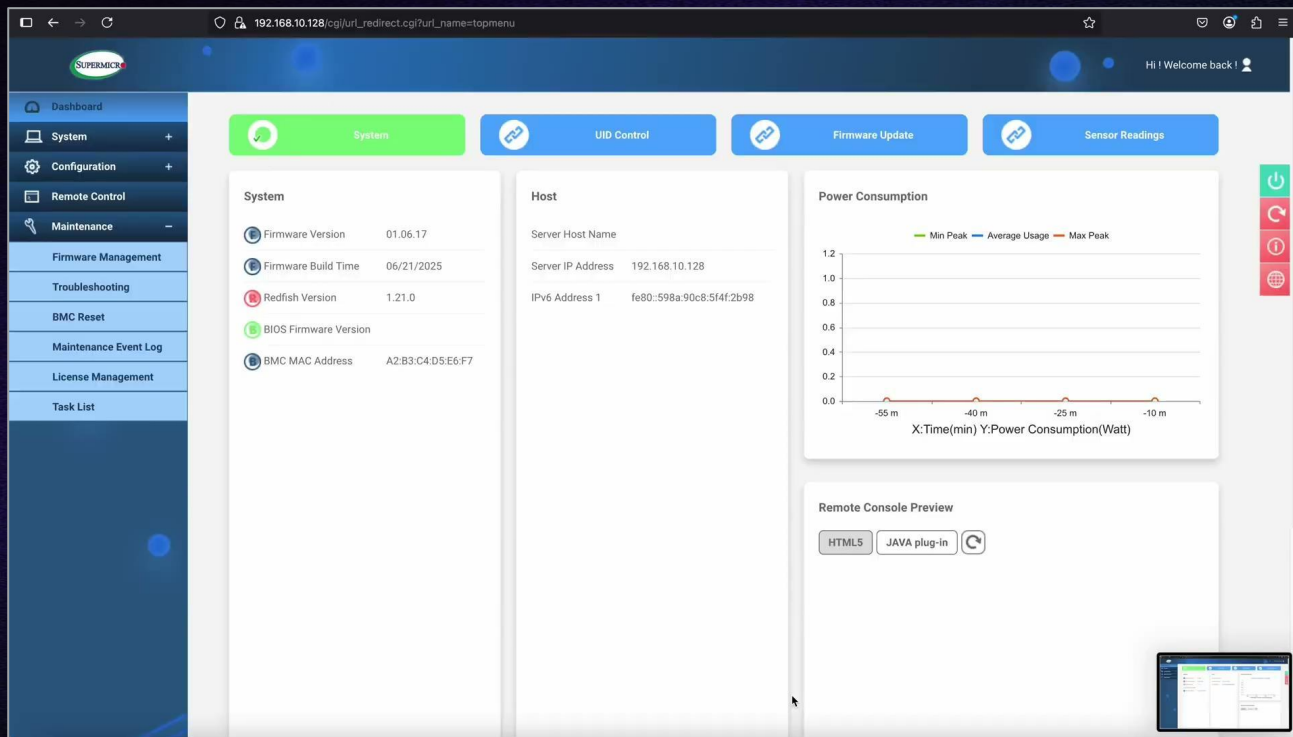 192.168.10.128/cgi/url_redirect.cgi?url_name=topmenu
SUPERMICR
Hi ! Welcome back !
Dashboard
System +
Configuration +
Remote Control
Maintenance −
Firmware Management
Troubleshooting
BMC Reset
Maintenance Event Log
License Management
Task List
System
UID Control
Firmware Update
Sensor Readings
System
Firmware Version 01.06.17
Firmware Build Time 06/21/2025
Redfish Version 1.21.0
BIOS Firmware Version
BMC MAC Address A2:B3:C4:D5:E6:F7
Host
Server Host Name
Server IP Address 192.168.10.128
IPv6 Address 1 fe80::598a:90c8:5f4f:2b98
Power Consumption
Min Peak Average Usage Max Peak
1.2
1.0
0.8
0.6
0.4
0.2
0.0
-55 m -40 m -25 m -10 m
X:Time(min) Y:Power Consumption(Watt)
Remote Console Preview
HTML5 JAVA plug-in